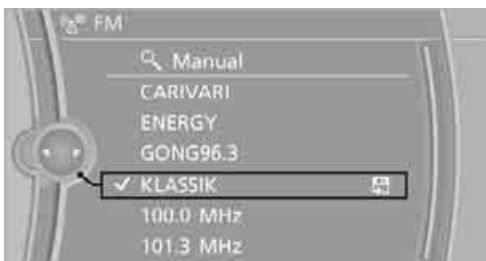 FM
Manual
CARIVARI
ENERGY
GONG96.3
KLASSIK
100.0 MHz
101.3 MHz